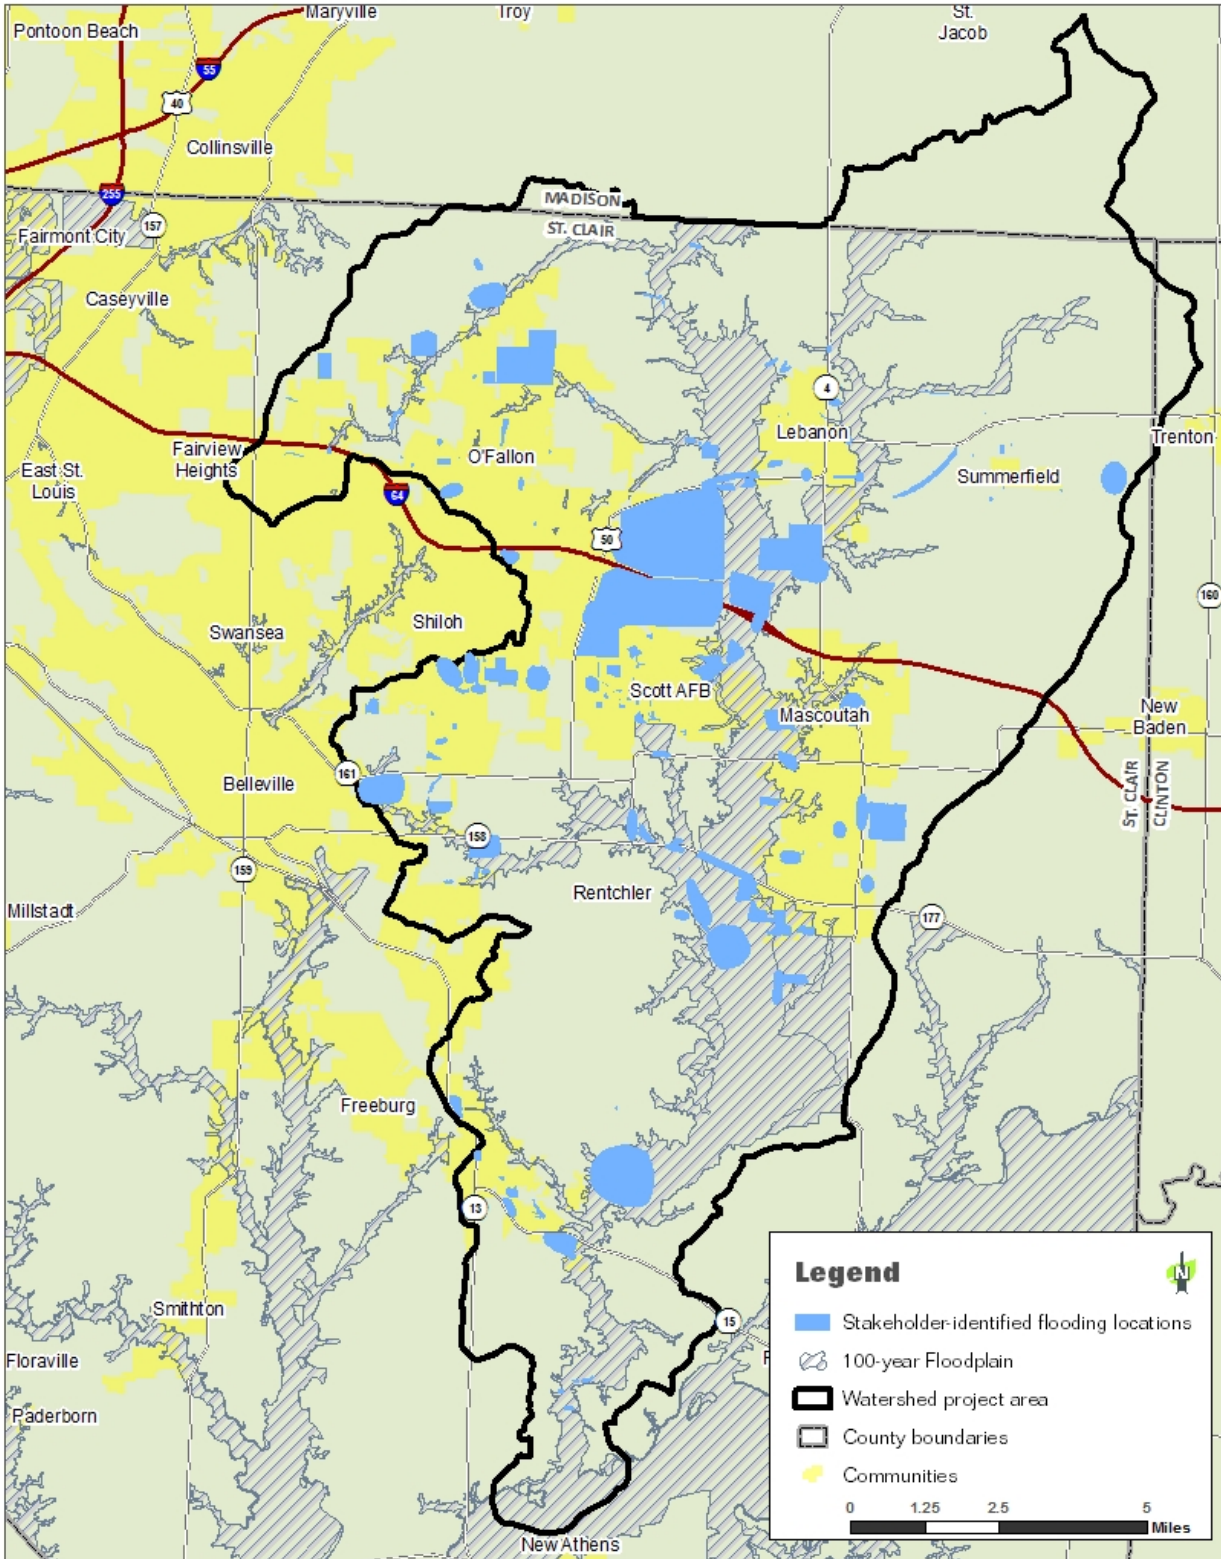 Maryville
Troy
St.
Jacob
Pontoon Beach
55
40
Collinsville
255
157
MADISON
ST. CLAIR
Fairmont City
Caseyville
4
Lebanon
Trenton
Fairview
Heights
O'Fallon
East St.
Louis
Summerfield
64
50
160
Shiloh
Swansea
Scott AFB
Mascoutah
New
Baden
161
Belleville
ST. CLAIR
CLINTON
158
159
Rentchler
Millstadt
177
Freeburg
13
Smithton
15
Floraville
Paderborn
New Athens
Legend
N
Stakeholder-identified flooding locations
100-year Floodplain
Watershed project area
County boundaries
Communities
0 1.25 2.5 5
Miles